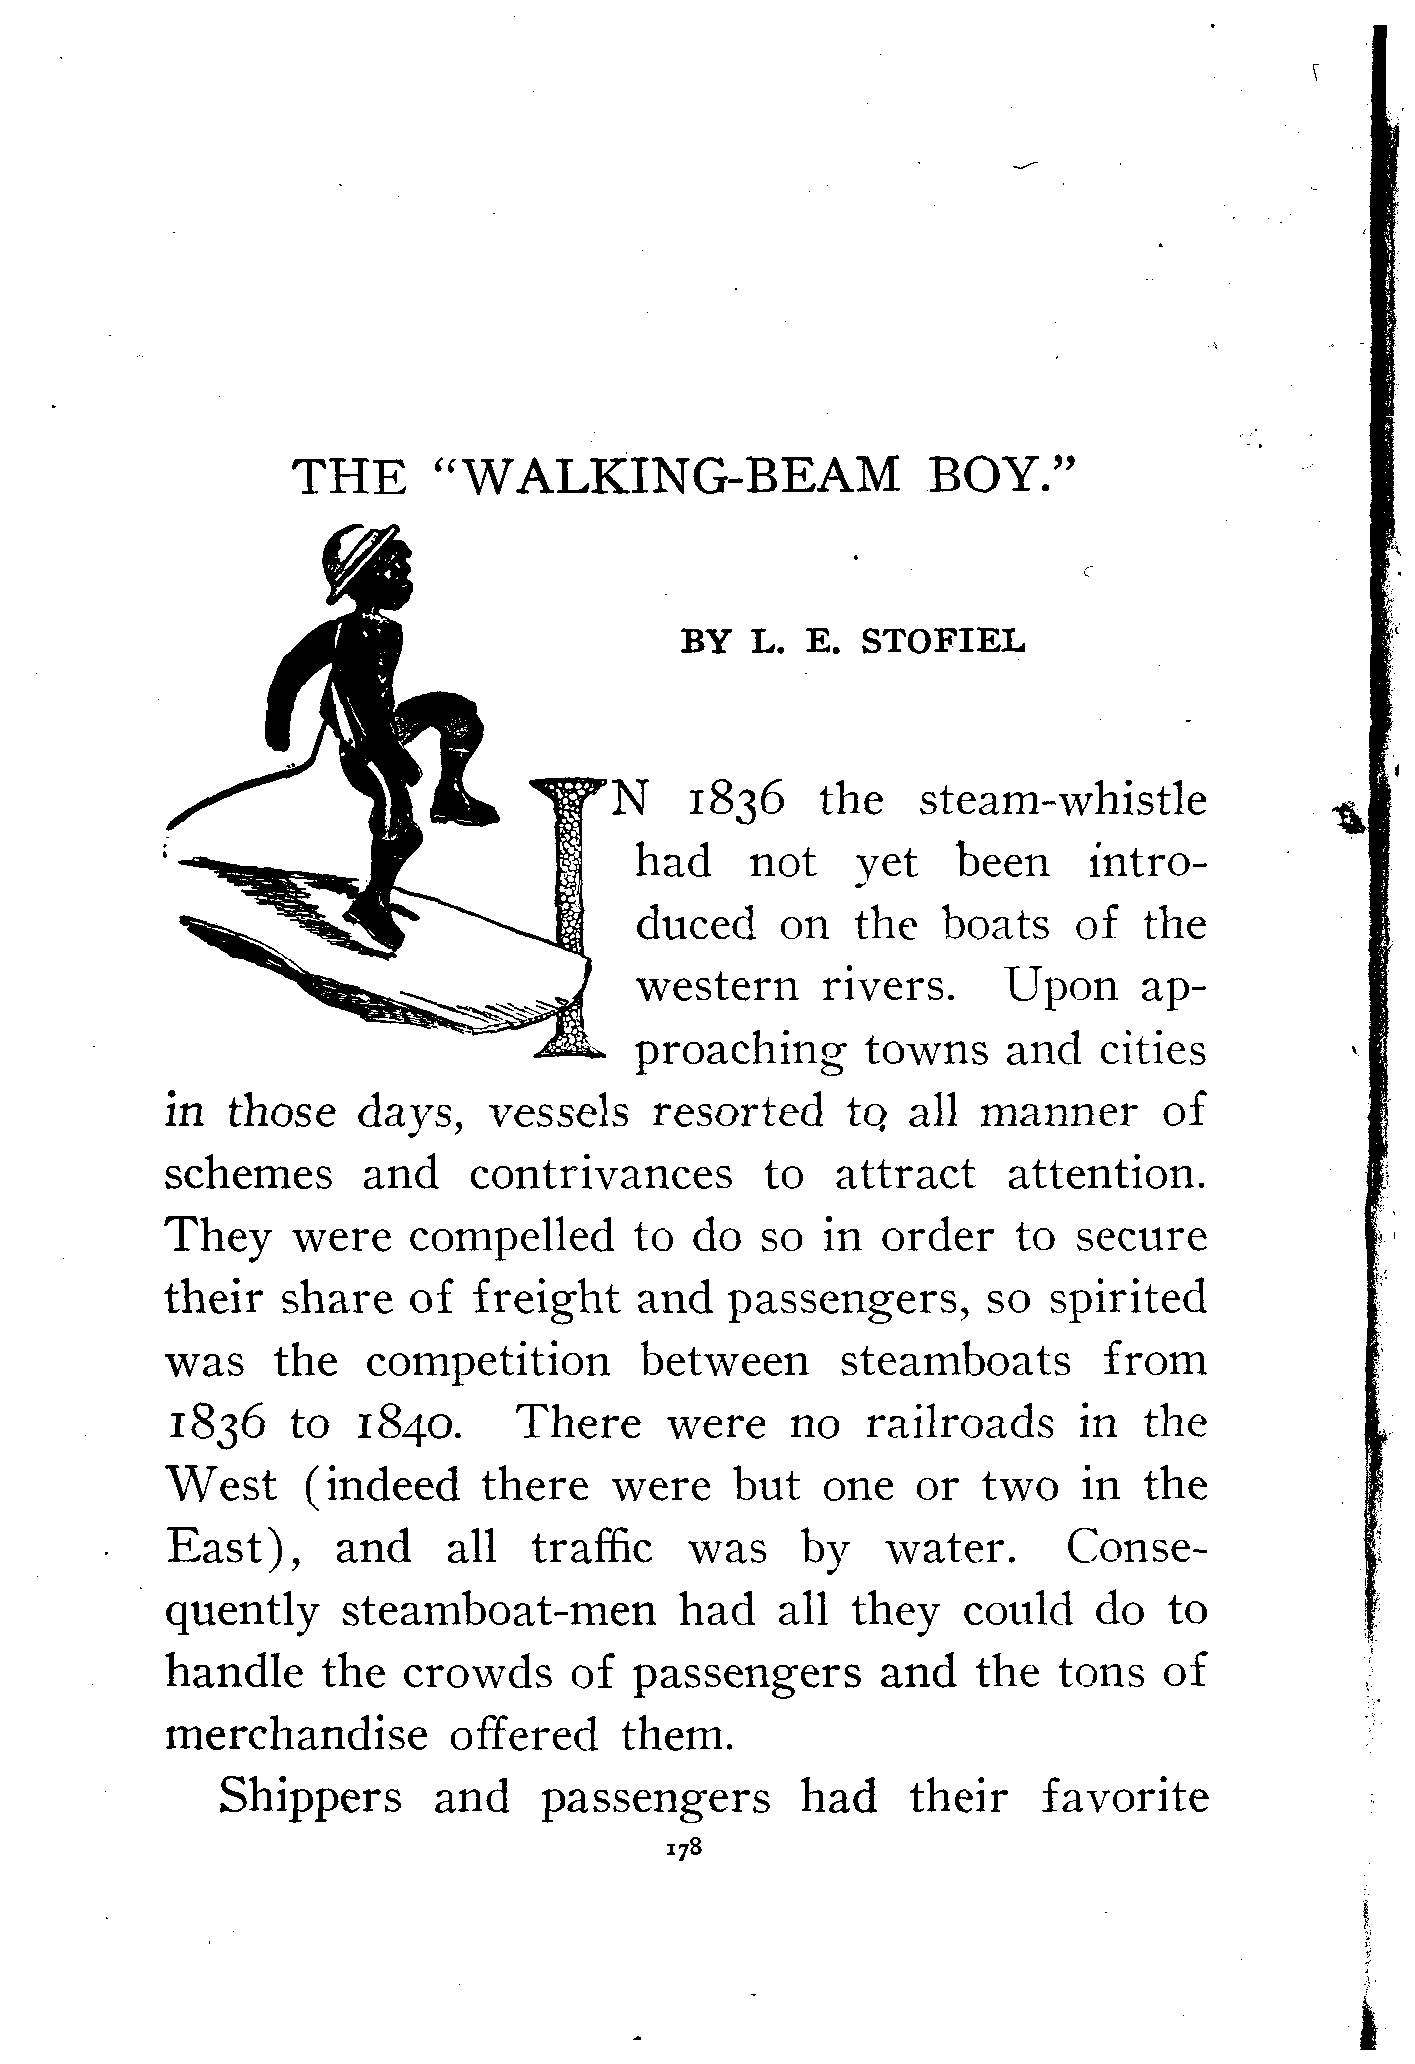 THE "WALKING-BEAM BOY."
BY L. E. STOFIEL
IN 1836 the steam-whistle
had not yet been intro-
duced on the boats of the
western rivers. Upon ap-
proaching towns and cities
in those days, vessels resorted to all manner of
schemes and contrivances to attract attention.
They were compelled to do so in order to secure
their share of freight and passengers, so spirited
was the competition between steamboats from
1836 to 1840. There were no railroads in the
West (indeed there were but one or two in the
East), and all traffic was by water. Conse-
quently steamboat-men had all they could do to
handle the crowds of passengers and the tons of
merchandise offered them.
Shippers and passengers had their favorite
178